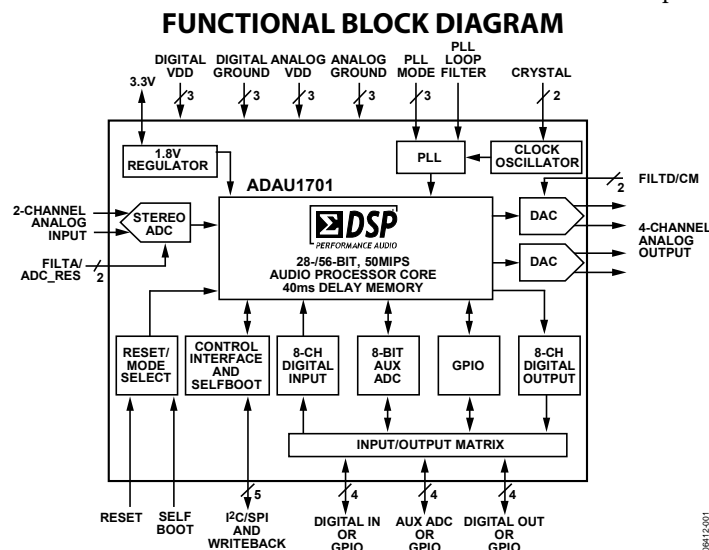 FUNCTIONAL BLOCK DIAGRAM
3.3V
DIGITAL
VDD
3
DIGITAL
GROUND
3
ANALOG
VDD
3
ANALOG
GROUND
3
PLL
MODE
3
PLL
LOOP
FILTER
CRYSTAL
2
1.8V
REGULATOR
PLL
CLOCK
OSCILLATOR
ADAU1701
FILTD/CM
2
2-CHANNEL
ANALOG
INPUT
STEREO
ADC
FILTA/
ADC_RES
2
ΣDSP
PERFORMANCE AUDIO
28-/56-BIT, 50MIPS
AUDIO PROCESSOR CORE
40ms DELAY MEMORY
DAC
DAC
4-CHANNEL
ANALOG
OUTPUT
RESET/
MODE
SELECT
CONTROL
INTERFACE
AND
SELFBOOT
8-CH
DIGITAL
INPUT
8-BIT
AUX
ADC
GPIO
8-CH
DIGITAL
OUTPUT
INPUT/OUTPUT MATRIX
RESET
SELF
BOOT
5
I2C/SPI
AND
WRITEBACK
4
DIGITAL IN
OR
GPIO
4
AUX ADC
OR
GPIO
4
DIGITAL OUT
OR
GPIO
06412-001